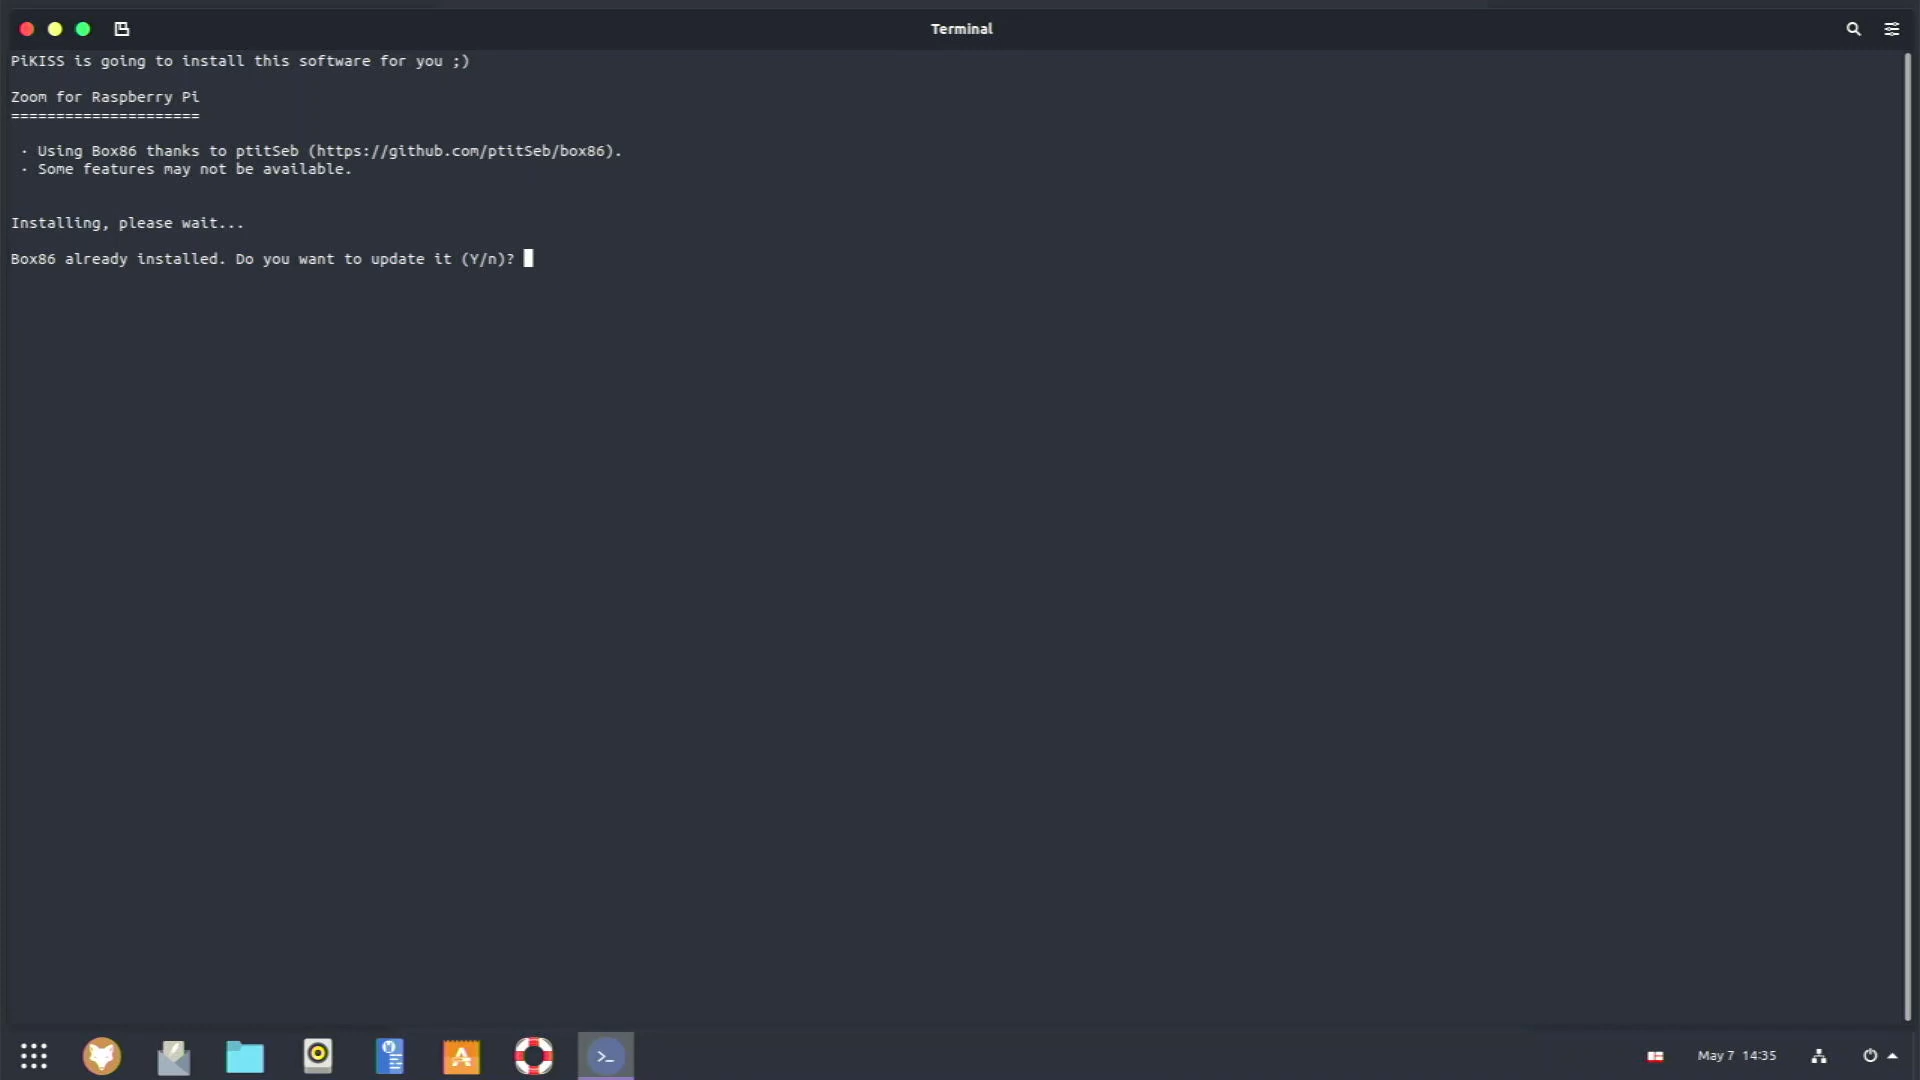 Terminal
PiKISS is going to install this software for you ;)
Zoom for Raspberry Pi
=====================
· Using Box86 thanks to ptitSeb (https://github.com/ptitSeb/box86).
· Some features may not be available.
Installing, please wait...
Box86 already installed. Do you want to update it (Y/n)?
May 7 14:35